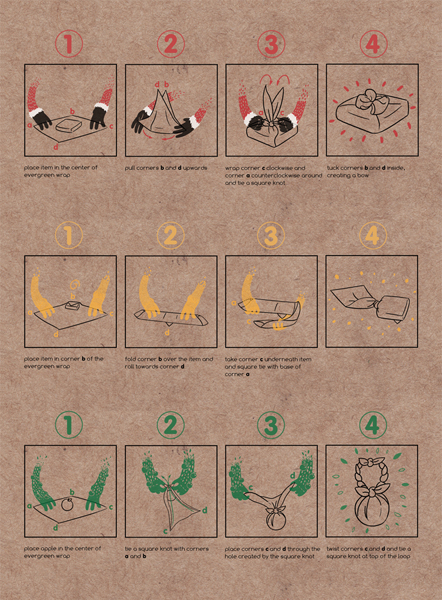 1 2 3 4
a b c d
a b
place item in the center of
evergreen wrap
pull corners b and d upwards
wrap corner c clockwise and
corner a counterclockwise around
and tie a square knot
tuck corners b and d inside,
creating a bow
1 2 3 4
d
place item in corner b of the
evergreen wrap
fold corner b over the item and
roll towards corner d
take corner c underneath item
and square tie with base of
corner a
1 2 3 4
a b c d
c d
c d
place apple in the center of
evergreen wrap
tie a square knot with corners
a and b
place corners c and d through the
hole created by the square knot
twist corners c and d and tie a
square knot at top of the loop